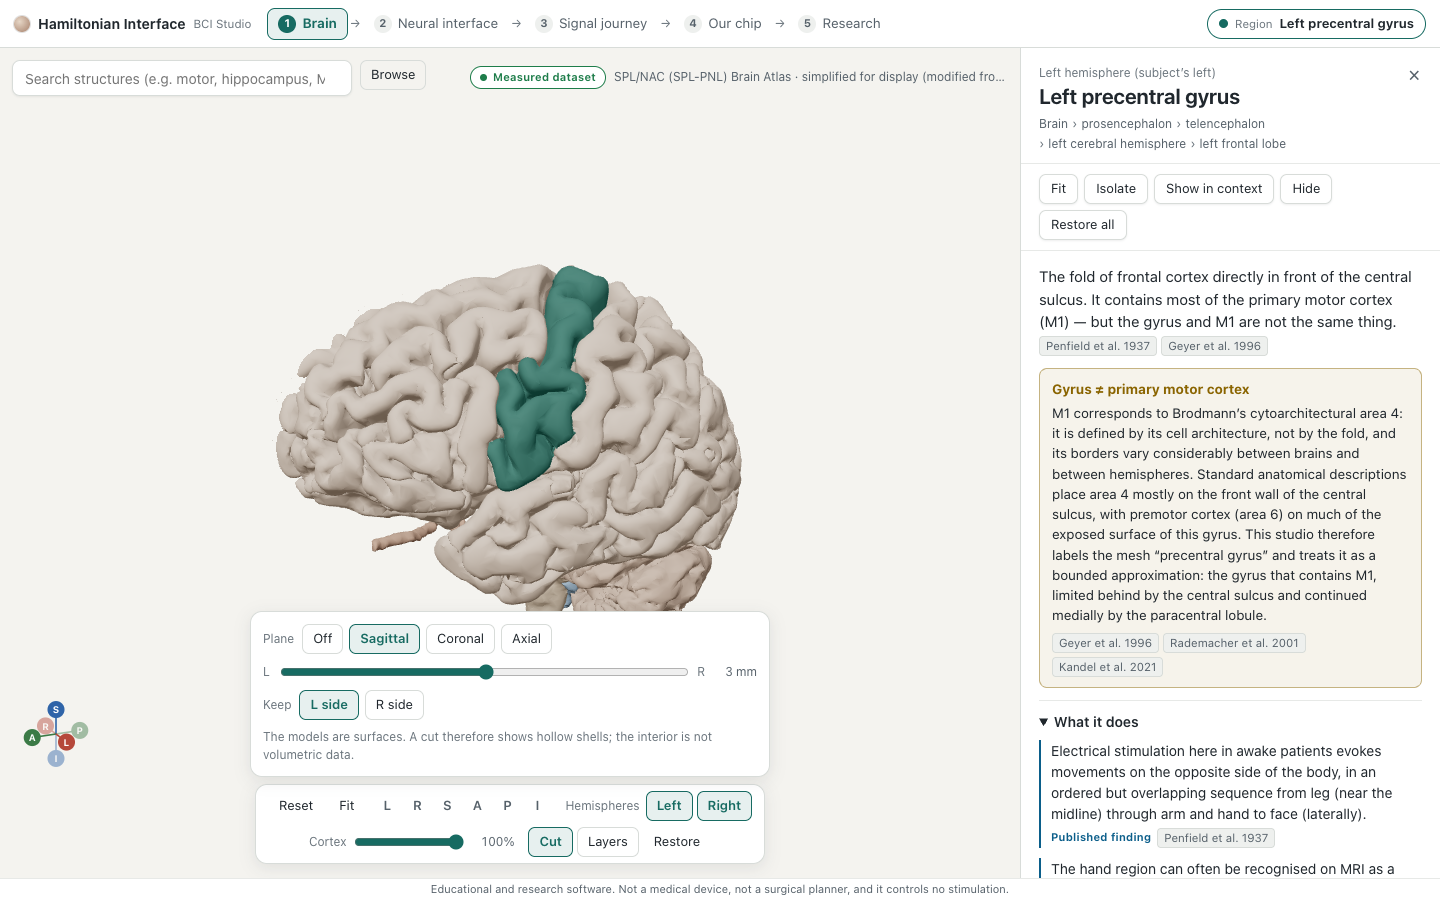 Hamiltonian Interface BCI Studio 1 Brain → 2 Neural interface → 3 Signal journey → 4 Our chip → 5 Research Region Left precentral gyrus
Search structures (e.g. motor, hippocampus, M Browse Measured dataset SPL/NAC (SPL-PNL) Brain Atlas · simplified for display (modified fro...
Left hemisphere (subject's left) ×
Left precentral gyrus
Brain › prosencephalon › telencephalon
› left cerebral hemisphere › left frontal lobe
Fit Isolate Show in context Hide
Restore all
The fold of frontal cortex directly in front of the central
sulcus. It contains most of the primary motor cortex
(M1) — but the gyrus and M1 are not the same thing.
Penfield et al. 1937 Geyer et al. 1996
Gyrus ≠ primary motor cortex
M1 corresponds to Brodmann's cytoarchitectural area 4:
it is defined by its cell architecture, not by the fold, and
its borders vary considerably between brains and
between hemispheres. Standard anatomical descriptions
place area 4 mostly on the front wall of the central
sulcus, with premotor cortex (area 6) on much of the
exposed surface of this gyrus. This studio therefore
labels the mesh “precentral gyrus” and treats it as a
bounded approximation: the gyrus that contains M1,
limited behind by the central sulcus and continued
medially by the paracentral lobule.
Geyer et al. 1996 Rademacher et al. 2001
Kandel et al. 2021
▼ What it does
Electrical stimulation here in awake patients evokes
movements on the opposite side of the body, in an
ordered but overlapping sequence from leg (near the
midline) through arm and hand to face (laterally).
Published finding Penfield et al. 1937
The hand region can often be recognised on MRI as a
Plane Off Sagittal Coronal Axial
L R 3 mm
Keep L side R side
The models are surfaces. A cut therefore shows hollow shells; the interior is not
volumetric data.
S
R P
A L
I
Reset Fit L R S A P I Hemispheres Left Right
Cortex 100% Cut Layers Restore
Educational and research software. Not a medical device, not a surgical planner, and it controls no stimulation.